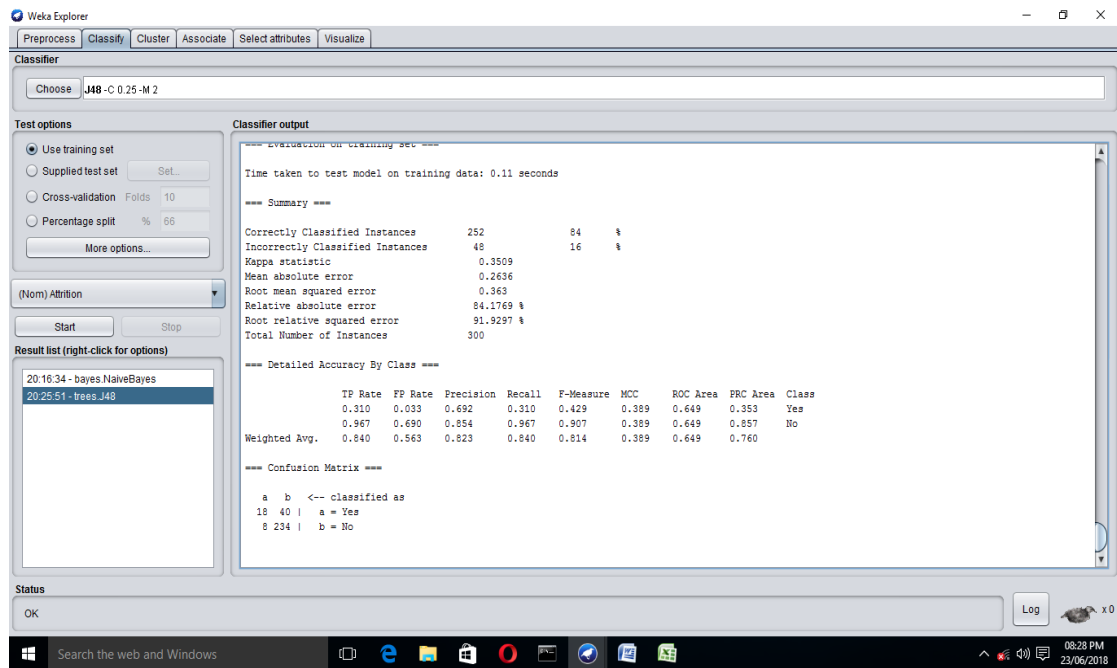 Weka Explorer
Preprocess Classify Cluster Associate Select attributes Visualize
Classifier
Choose J48 -C 0.25 -M 2
Test options
Use training set
Supplied test set Set...
Cross-validation Folds 10
Percentage split % 66
More options...
(Nom) Attrition
Start Stop
Result list (right-click for options)
20:16:34 - bayes.NaiveBayes
20:25:51 - trees.J48
Classifier output
=== Evaluation on training set ===
Time taken to test model on training data: 0.11 seconds
=== Summary ===
Correctly Classified Instances 252 84 %
Incorrectly Classified Instances 48 16 %
Kappa statistic 0.3509
Mean absolute error 0.2636
Root mean squared error 0.363
Relative absolute error 84.1769 %
Root relative squared error 91.9297 %
Total Number of Instances 300
=== Detailed Accuracy By Class ===
TP Rate FP Rate Precision Recall F-Measure MCC ROC Area PRC Area Class
0.310 0.033 0.692 0.310 0.429 0.389 0.649 0.353 Yes
0.967 0.690 0.854 0.967 0.907 0.389 0.649 0.857 No
Weighted Avg. 0.840 0.563 0.823 0.840 0.814 0.389 0.649 0.760
=== Confusion Matrix ===
a b <-- classified as
18 40 | a = Yes
8 234 | b = No
Status
OK
Log
x 0
Search the web and Windows
08:28 PM
23/06/2018